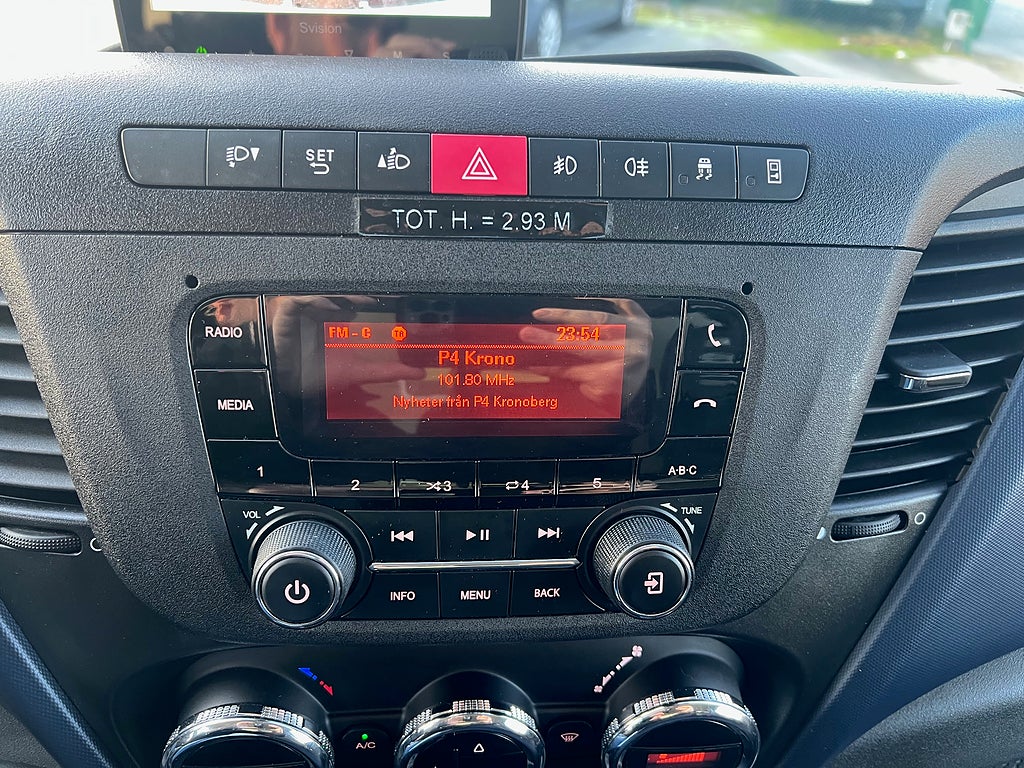 Svision
M
S
SET
TOT. H. = 2.93 M
RADIO
FM - C
23:54
P4 Krono
101.80 MHz
Nyheter från P4 Kronoberg
MEDIA
1
2
3
4
5
A·B·C
VOL
TUNE
INFO
MENU
BACK
A/C